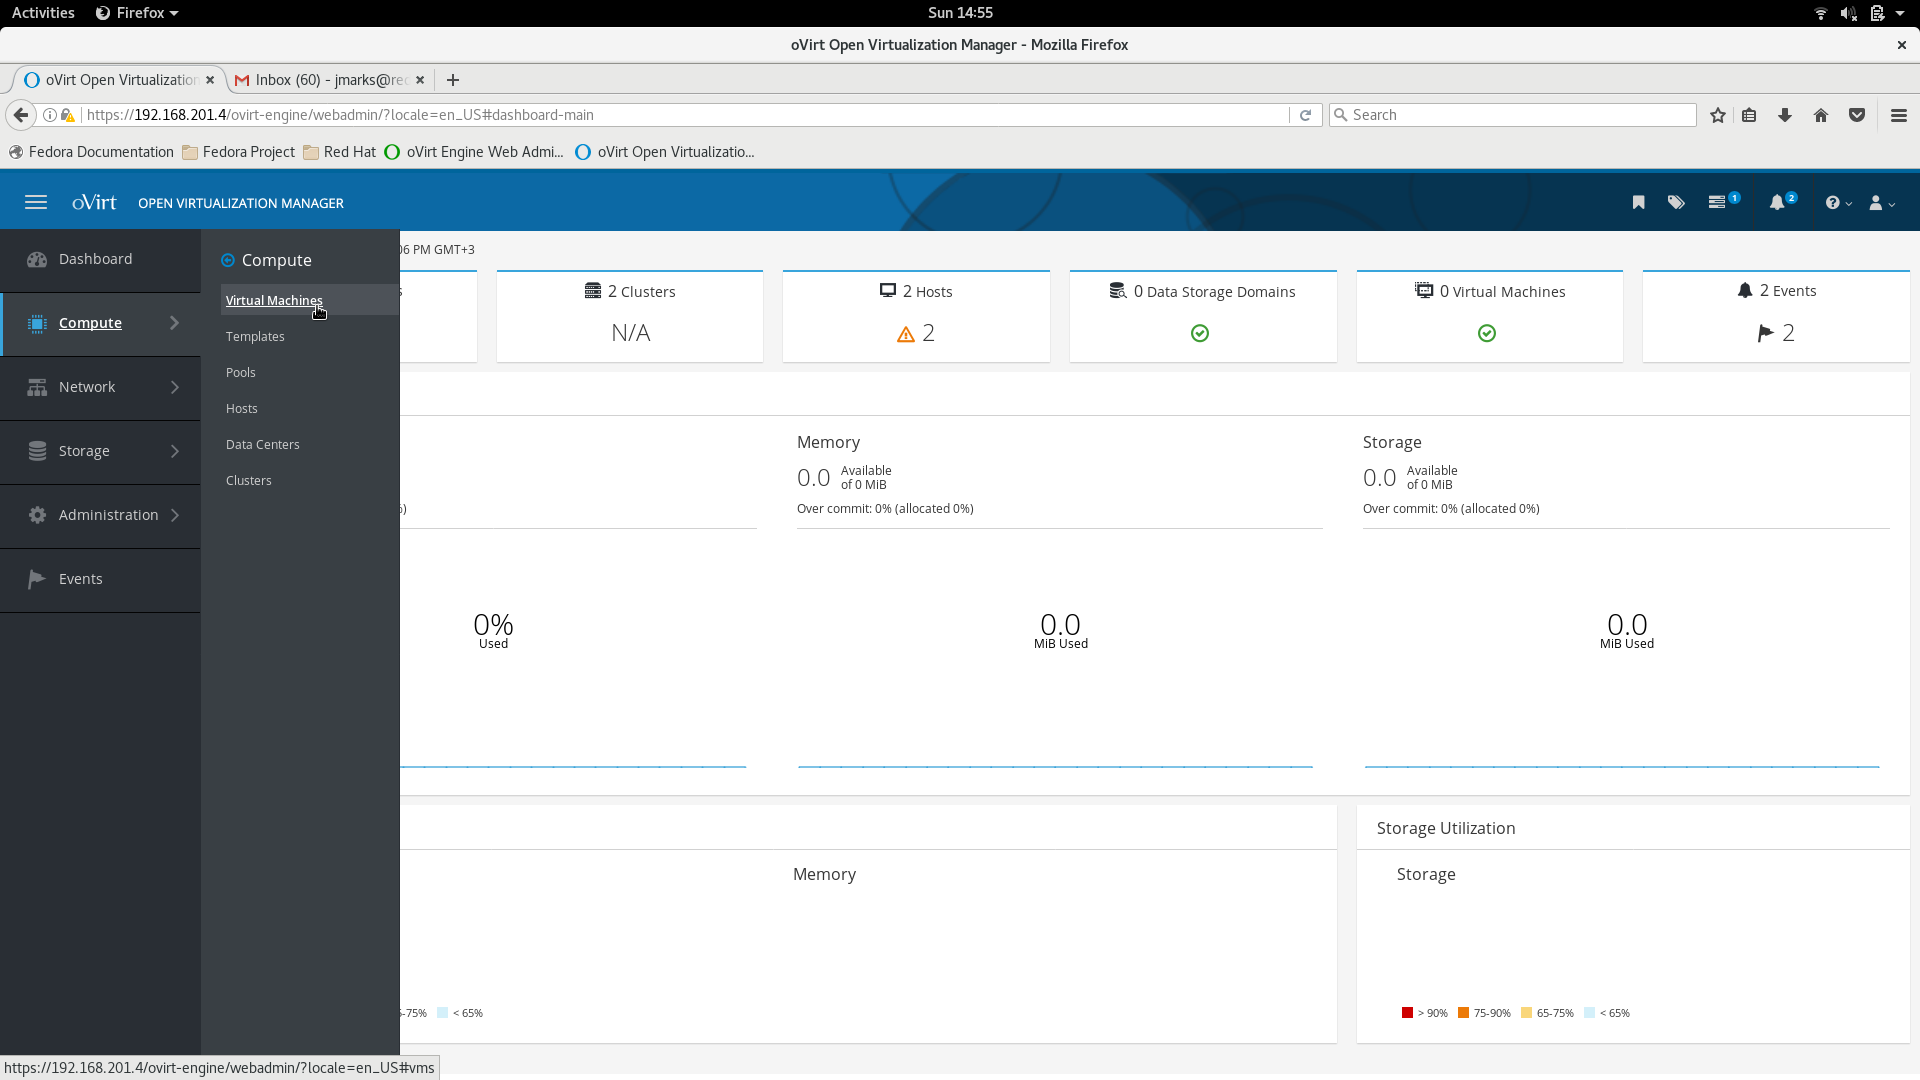 Activities
Firefox
Sun 14:55
oVirt Open Virtualization Manager - Mozilla Firefox
oVirt Open Virtualization
Inbox (60) - jmarks@re
https://192.168.201.4/ovirt-engine/webadmin/?locale=en_US#dashboard-main
Search
Fedora Documentation
Fedora Project
Red Hat
oVirt Engine Web Admi...
oVirt Open Virtualizatio...
oVirt OPEN VIRTUALIZATION MANAGER
1
2
Dashboard
Compute
Network
Storage
Administration
Events
Compute
Virtual Machines
Templates
Pools
Hosts
Data Centers
Clusters
06 PM GMT+3
s
2 Clusters
N/A
2 Hosts
2
0 Data Storage Domains
0 Virtual Machines
2 Events
2
%)
0%
Used
Memory
0.0 Available
of 0 MiB
Over commit: 0% (allocated 0%)
0.0
MiB Used
Storage
0.0 Available
of 0 MiB
Over commit: 0% (allocated 0%)
0.0
MiB Used
Memory
5-75%
< 65%
Storage Utilization
Storage
> 90%
75-90%
65-75%
< 65%
https://192.168.201.4/ovirt-engine/webadmin/?locale=en_US#vms